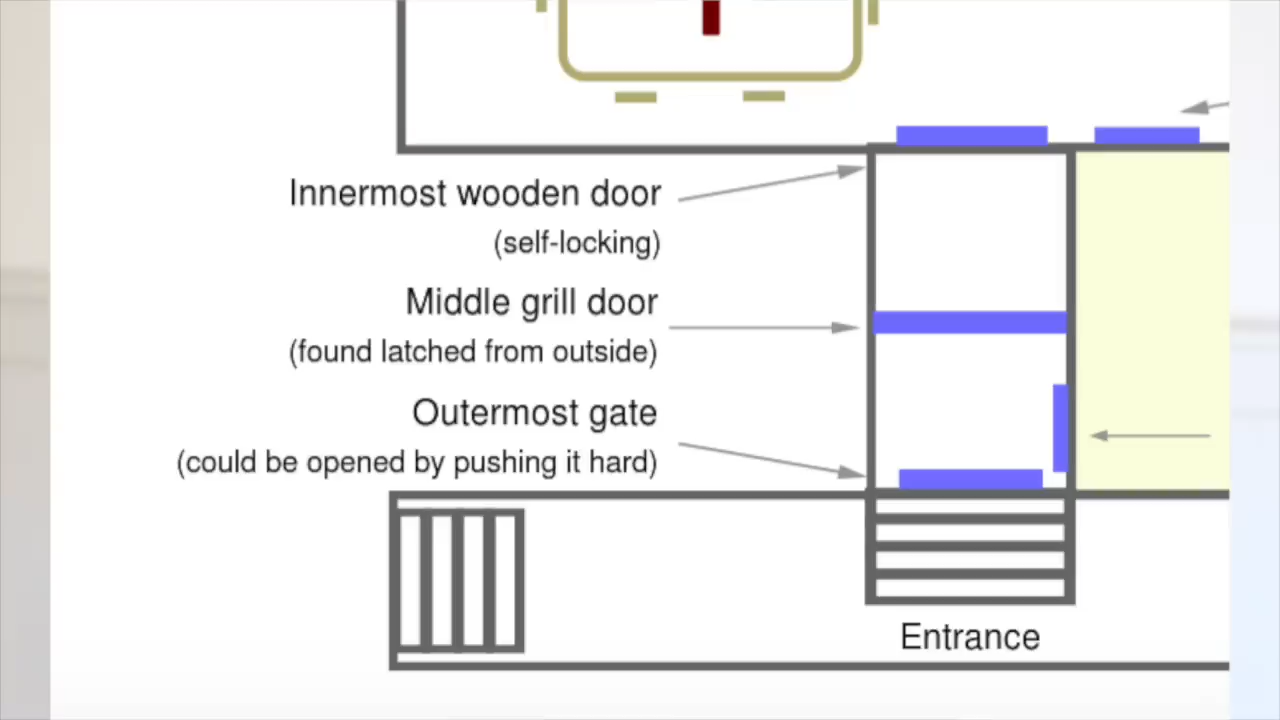 Innermost wooden door
(self-locking)
Middle grill door
(found latched from outside)
Outermost gate
(could be opened by pushing it hard)
Entrance